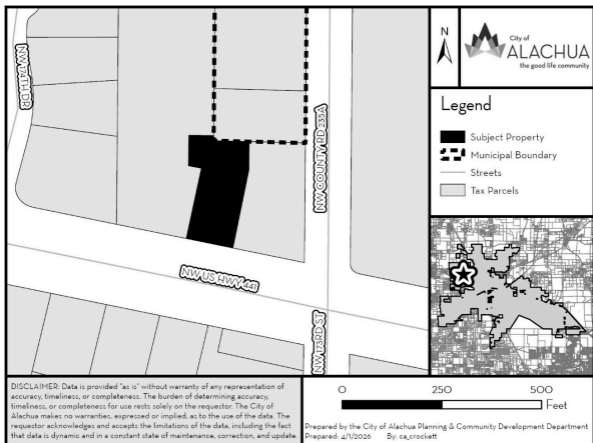 NW 174TH DR
NW COUNTY RD 235A
NW US HWY 441
NW 173RD ST
N
City of
ALACHUA
the good life community
Legend
Subject Property
Municipal Boundary
Streets
Tax Parcels
DISCLAIMER: Data is provided "as is" without warranty of any representation of
accuracy, timeliness, or completeness. The burden of determining accuracy,
timeliness, or completeness for use rests solely on the requestor. The City of
Alachua makes no warranties, expressed or implied, as to the use of the data. The
requestor acknowledges and accepts the limitations of the data, including the fact
that data is dynamic and in a constant state of maintenance, correction, and update.
0 250 500
Feet
Prepared by the City of Alachua Planning & Community Development Department
Prepared: 4/1/2026 By: ca_crockett